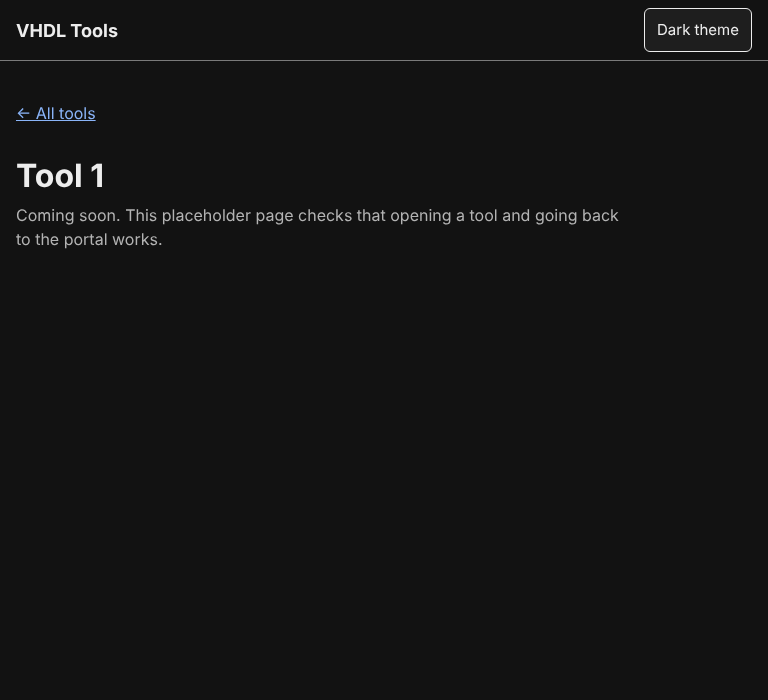 VHDL Tools
Dark theme
← All tools
Tool 1
Coming soon. This placeholder page checks that opening a tool and going back
to the portal works.